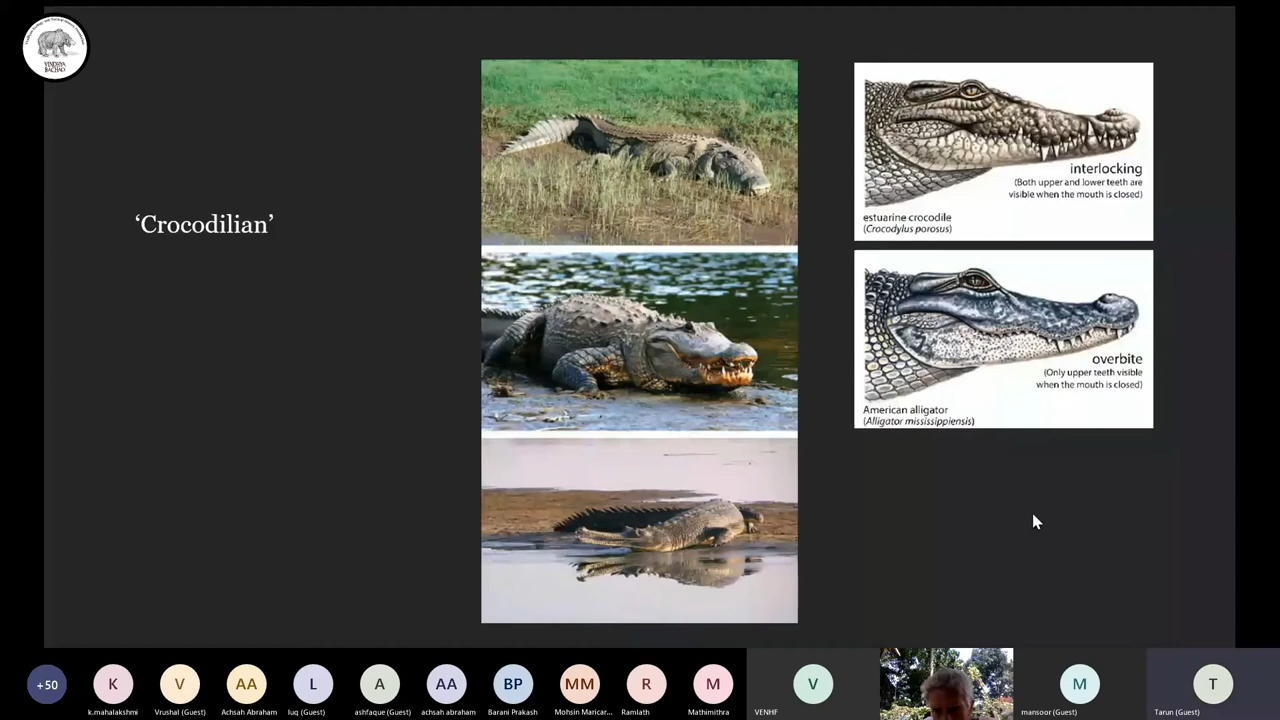 VINDHYA
BACHAO
‘Crocodilian’
interlocking
(Both upper and lower teeth are
visible when the mouth is closed)
estuarine crocodile
(Crocodylus porosus)
overbite
(Only upper teeth visible
when the mouth is closed)
American alligator
(Alligator mississippiensis)
+50
K
V
AA
L
A
AA
BP
MM
R
M
V
M
T
k.mahalakshmi
Vrushal (Guest)
Achsah Abraham
luq (Guest)
ashfaque (Guest)
achsah abraham
Barani Prakash
Mohsin Maricar...
Ramlath
Mathimithra
VENHF
mansoor (Guest)
Tarun (Guest)